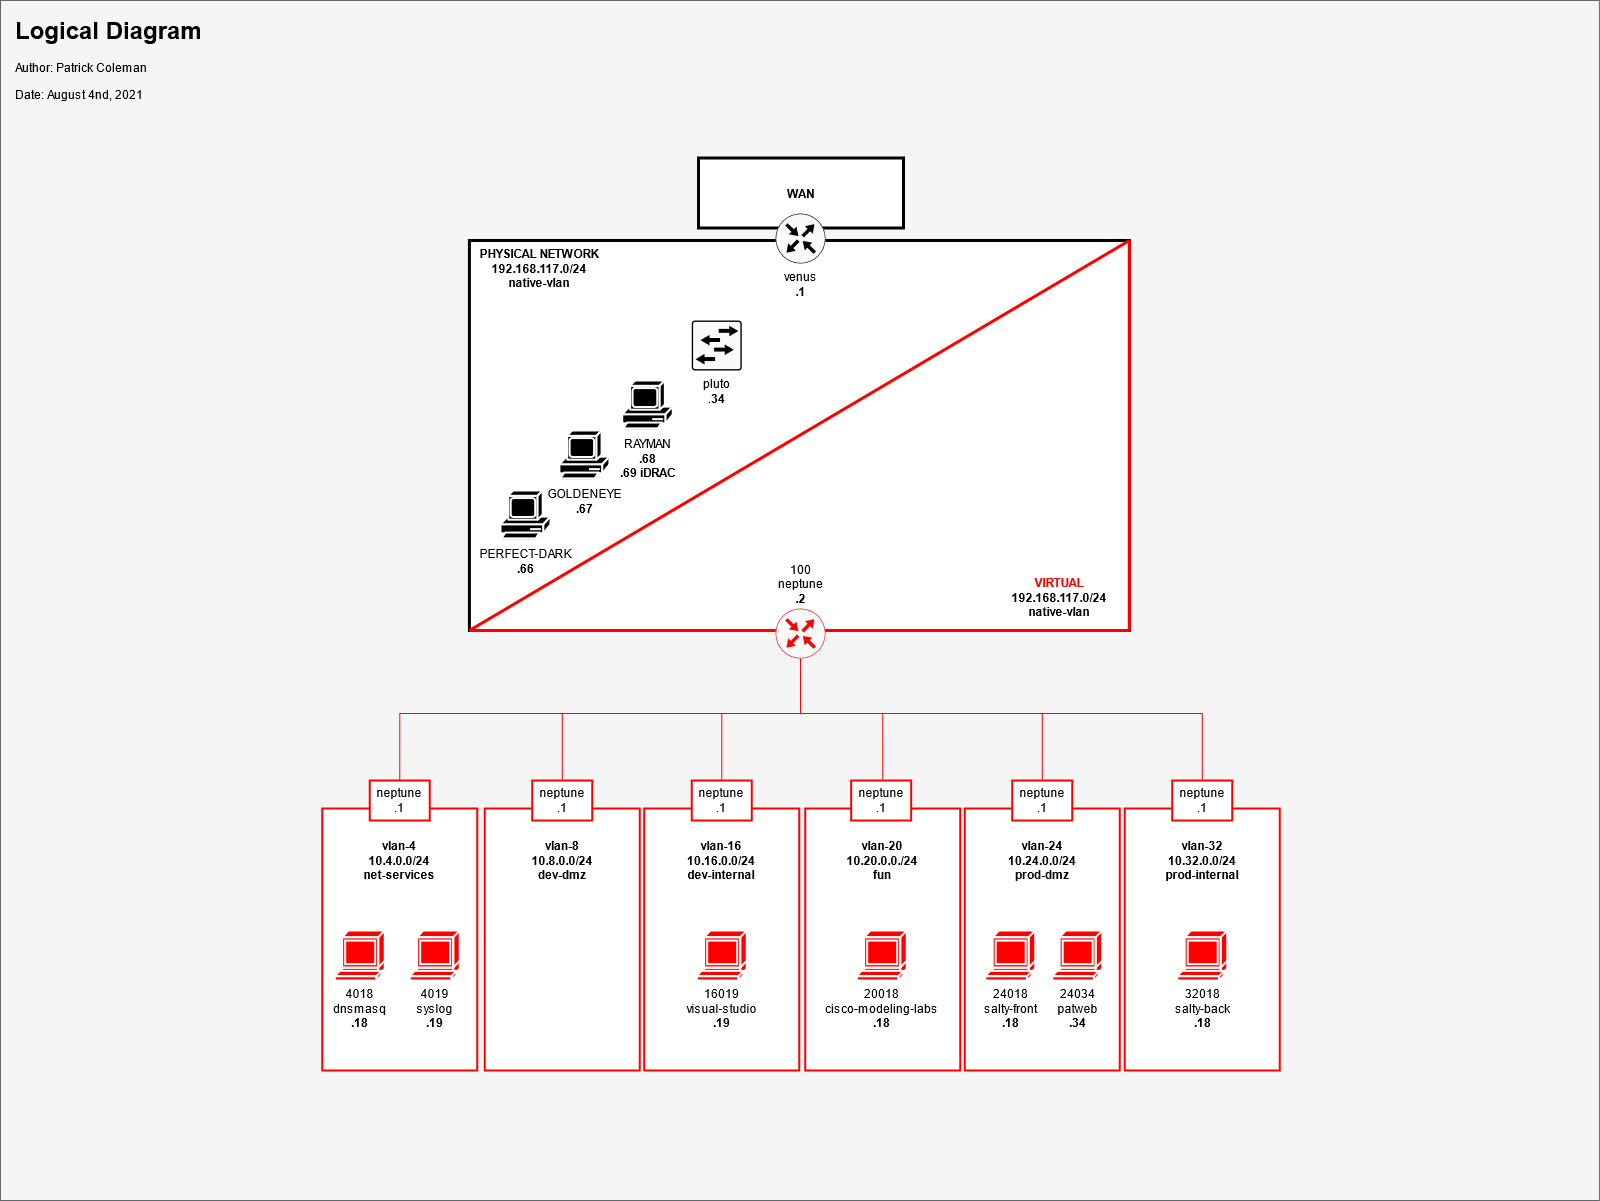 Logical Diagram
Author: Patrick Coleman
Date: August 4nd, 2021
WAN
PHYSICAL NETWORK
192.168.117.0/24
native-vlan
venus
.1
pluto
.34
RAYMAN
.68
.69 iDRAC
GOLDENEYE
.67
PERFECT-DARK
.66
100
neptune
.2
VIRTUAL
192.168.117.0/24
native-vlan
neptune
.1
vlan-4
10.4.0.0/24
net-services
4018
dnsmasq
.18
4019
syslog
.19
neptune
.1
vlan-8
10.8.0.0/24
dev-dmz
neptune
.1
vlan-16
10.16.0.0/24
dev-internal
16019
visual-studio
.19
neptune
.1
vlan-20
10.20.0.0./24
fun
20018
cisco-modeling-labs
.18
neptune
.1
vlan-24
10.24.0.0/24
prod-dmz
24018
salty-front
.18
24034
patweb
.34
neptune
.1
vlan-32
10.32.0.0/24
prod-internal
32018
salty-back
.18